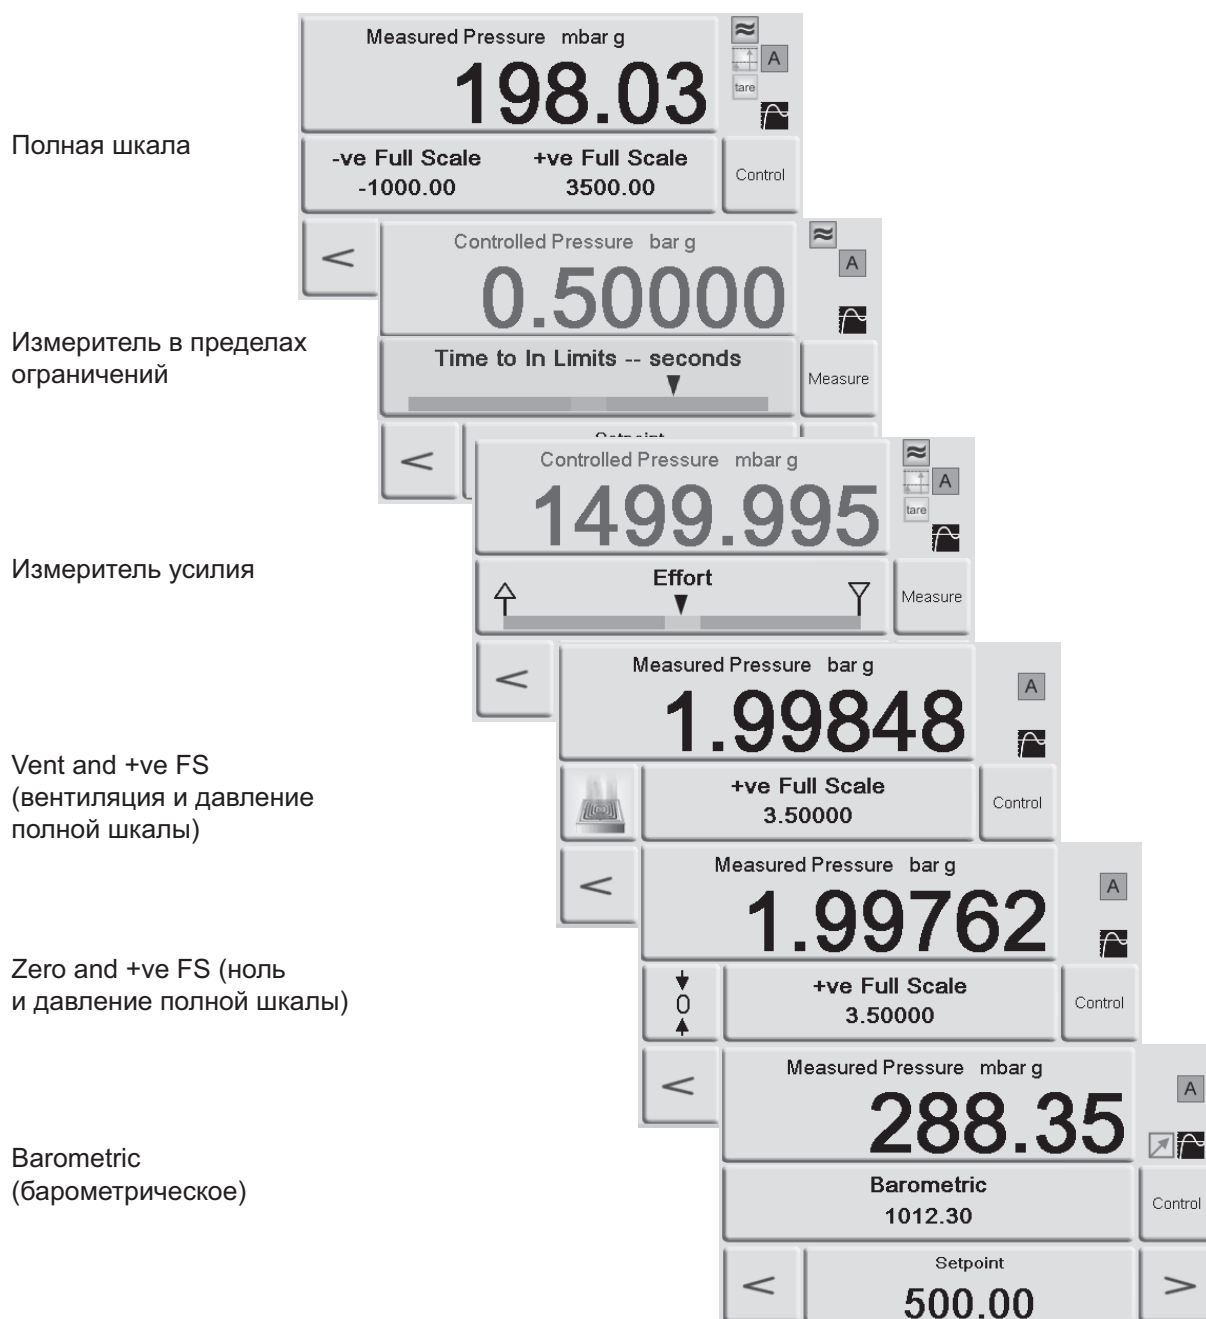 Measured Pressure mbar g
198.03
tare
A
Полная шкала
-ve Full Scale +ve Full Scale
-1000.00 3500.00
Control
<
Controlled Pressure bar g
0.50000
A
Измеритель в пределах
ограничений
Time to In Limits -- seconds
Measure
<
Setpoint
Controlled Pressure mbar g
1499.995
A
tare
Измеритель усилия
Effort
Measure
<
Measured Pressure bar g
1.99848
A
Vent and +ve FS
(вентиляция и давление
полной шкалы)
+ve Full Scale
3.50000
Control
<
Measured Pressure bar g
1.99762
A
Zero and +ve FS (ноль
и давление полной шкалы)
0
+ve Full Scale
3.50000
Control
<
Measured Pressure mbar g
288.35
A
Barometric
(барометрическое)
Barometric
1012.30
Control
<
Setpoint
500.00
>